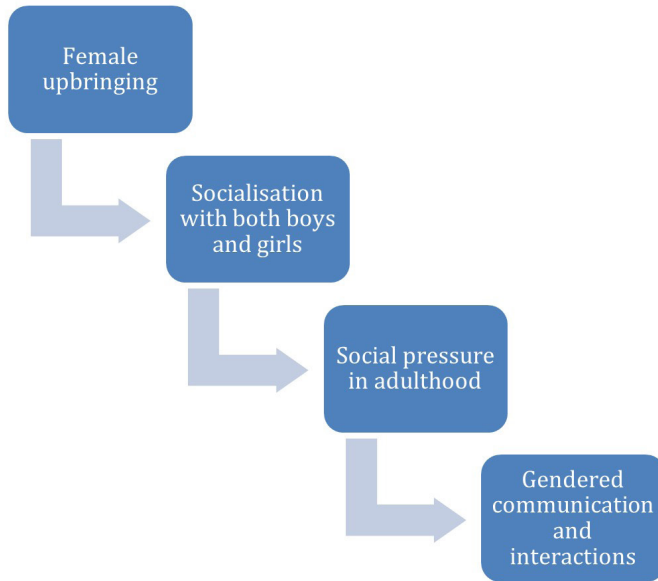 Female
upbringing
Socialisation
with both boys
and girls
Social pressure
in adulthood
Gendered
communication
and
interactions